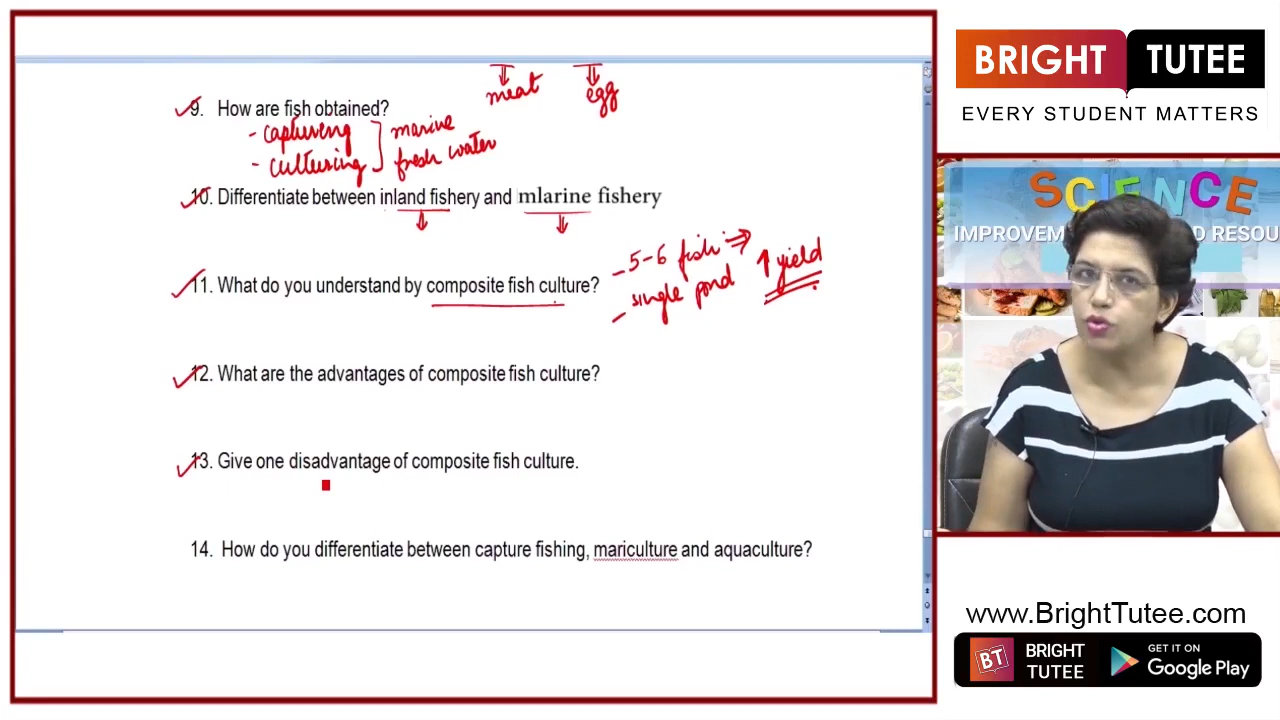 meat egg
9. How are fish obtained?
- capturing marine
- culturing fresh water
10. Differentiate between inland fishery and mlarine fishery
- 5-6 fish ⇒ ↑ yield
11. What do you understand by composite fish culture?
- single pond
12. What are the advantages of composite fish culture?
13. Give one disadvantage of composite fish culture.
14. How do you differentiate between capture fishing, mariculture and aquaculture?
BRIGHT TUTEE
EVERY STUDENT MATTERS
SCIENCE
IMPROVEM D RESOU
www.BrightTutee.com
BT BRIGHT TUTEE
GET IT ON
Google Play